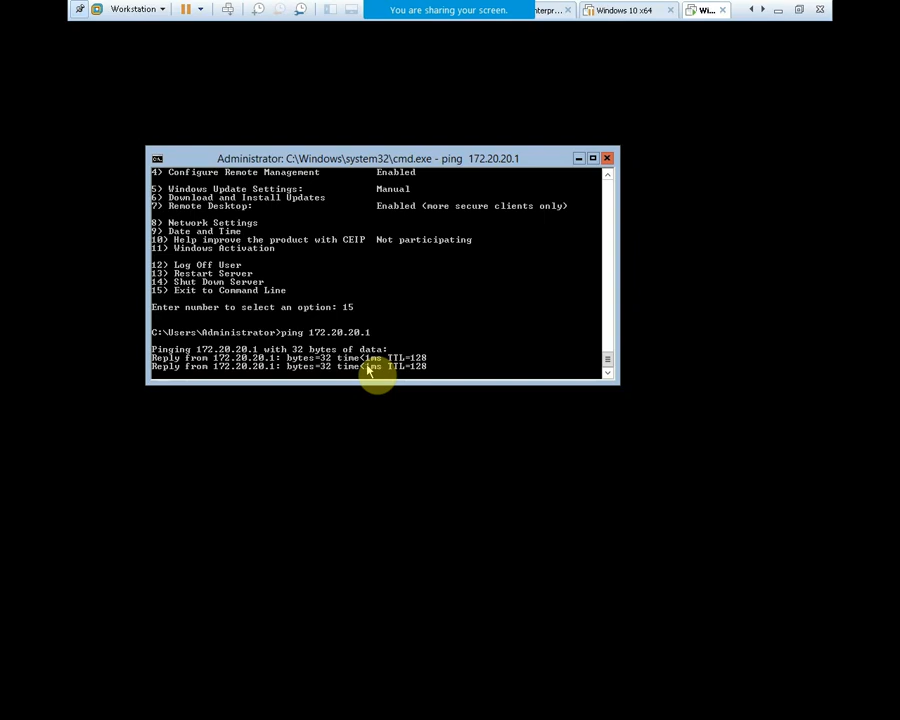 Workstation
You are sharing your screen.
terpr...
Windows 10 x64
Wi...
Administrator: C:\Windows\system32\cmd.exe - ping 172.20.20.1
4) Configure Remote Management Enabled
5) Windows Update Settings: Manual
6) Download and Install Updates
7) Remote Desktop: Enabled (more secure clients only)
8) Network Settings
9) Date and Time
10) Help improve the product with CEIP Not participating
11) Windows Activation
12) Log Off User
13) Restart Server
14) Shut Down Server
15) Exit to Command Line
Enter number to select an option: 15
C:\Users\Administrator>ping 172.20.20.1
Pinging 172.20.20.1 with 32 bytes of data:
Reply from 172.20.20.1: bytes=32 time<1ms TTL=128
Reply from 172.20.20.1: bytes=32 time<1ms TTL=128